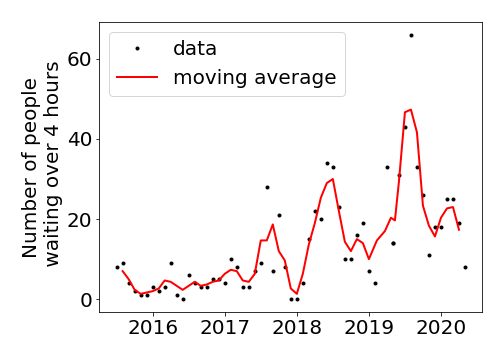 data
moving average
Number of people
waiting over 4 hours
60
40
20
0
2016 2017 2018 2019 2020